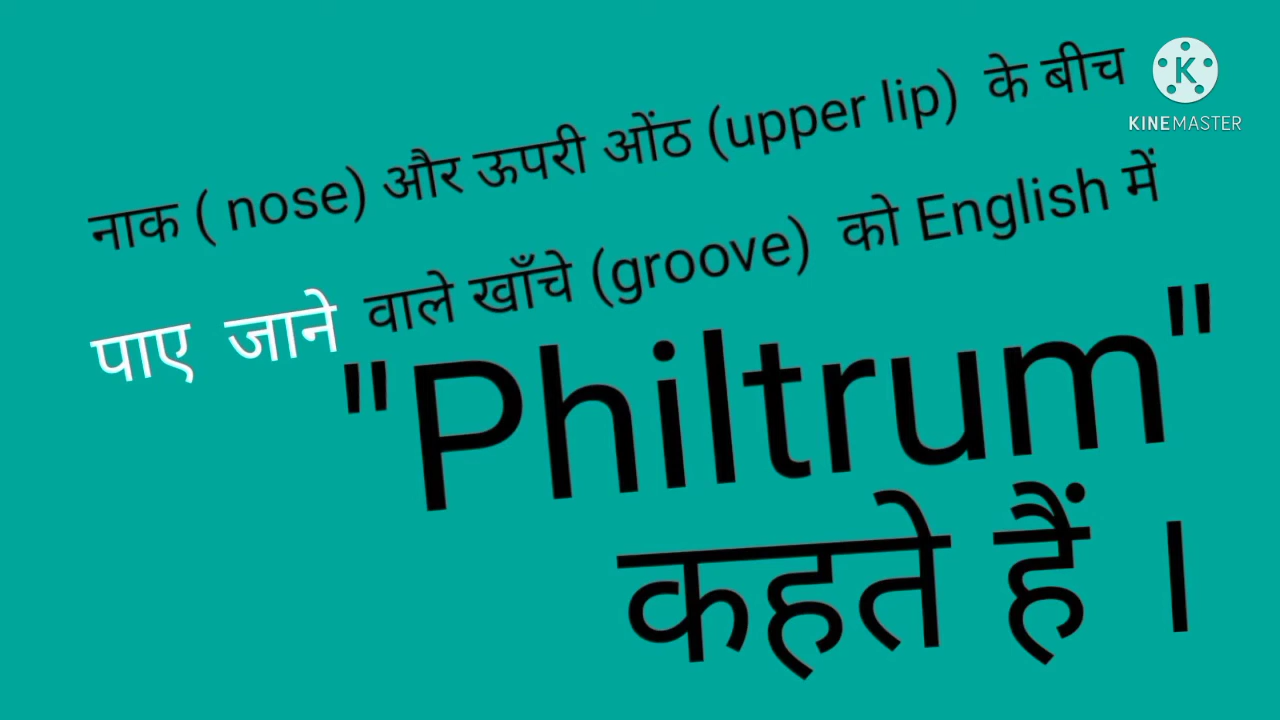 नाक ( nose) और ऊपरी ओंठ (upper lip) के बीच
पाए जाने वाले खाँचे (groove) को English में
"Philtrum"
कहते हैं ।
K
KINEMASTER